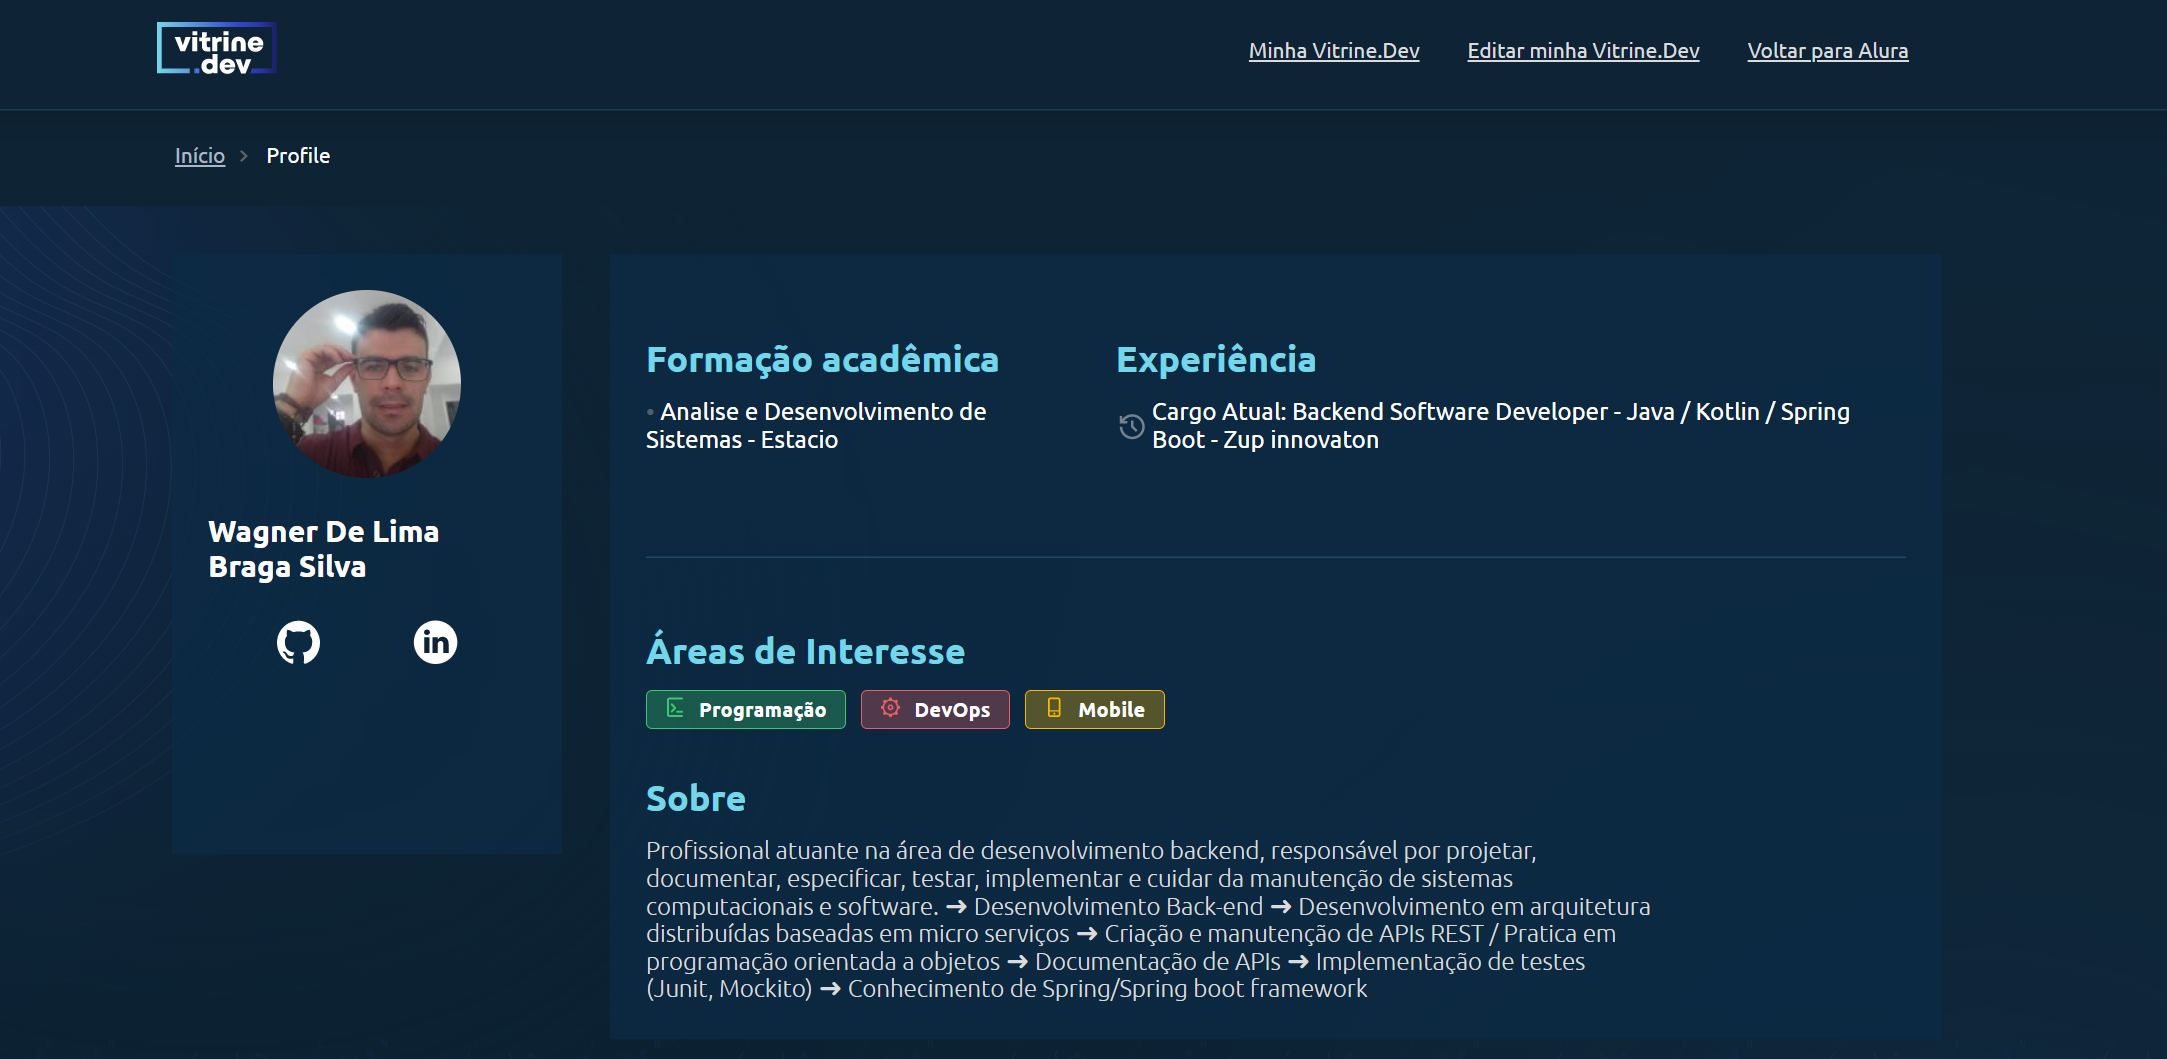 vitrine
.dev
Minha Vitrine.Dev
Editar minha Vitrine.Dev
Voltar para Alura
Início
Profile
Wagner De Lima
Braga Silva
in
Formação acadêmica
• Analise e Desenvolvimento de
Sistemas - Estacio
Experiência
Cargo Atual: Backend Software Developer - Java / Kotlin / Spring
Boot - Zup innovaton
Áreas de Interesse
Programação
DevOps
Mobile
Sobre
Profissional atuante na área de desenvolvimento backend, responsável por projetar,
documentar, especificar, testar, implementar e cuidar da manutenção de sistemas
computacionais e software. ➜ Desenvolvimento Back-end ➜ Desenvolvimento em arquitetura
distribuídas baseadas em micro serviços ➜ Criação e manutenção de APIs REST / Pratica em
programação orientada a objetos ➜ Documentação de APIs ➜ Implementação de testes
(Junit, Mockito) ➜ Conhecimento de Spring/Spring boot framework